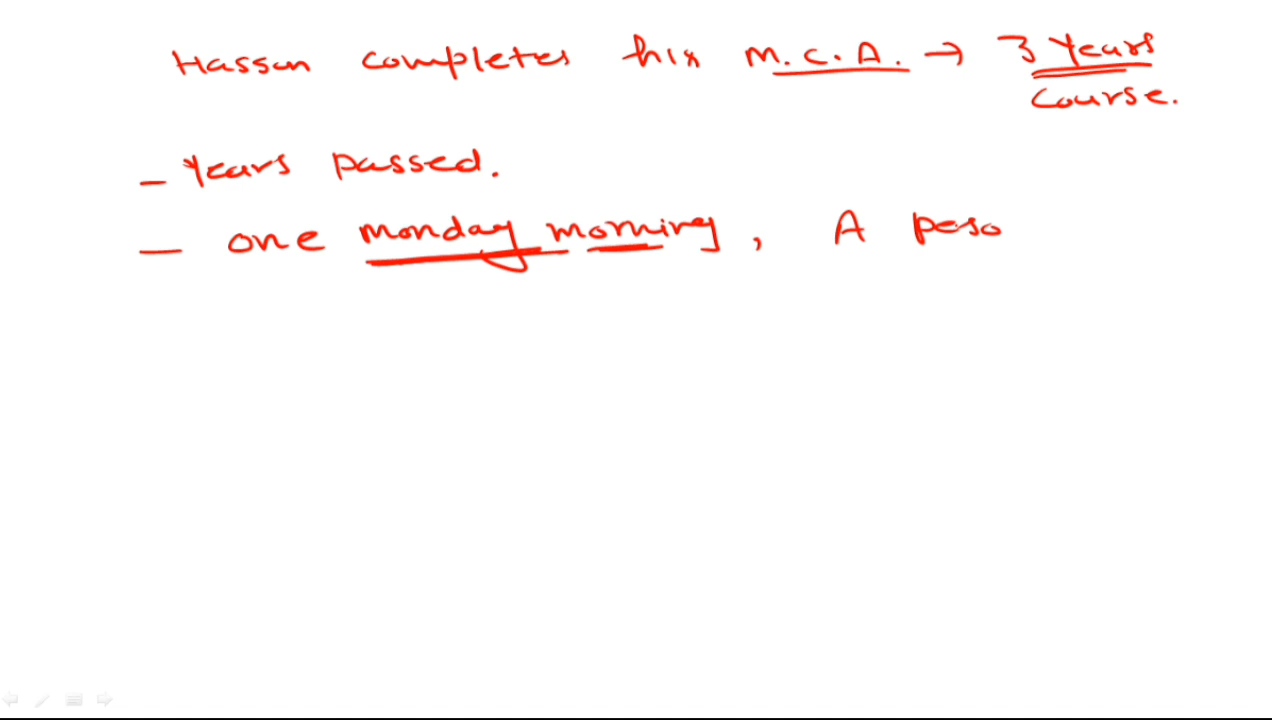 Hassan completes his M.C.A. → 3 Years
Course.
- Years passed.
- One monday morning, A peso